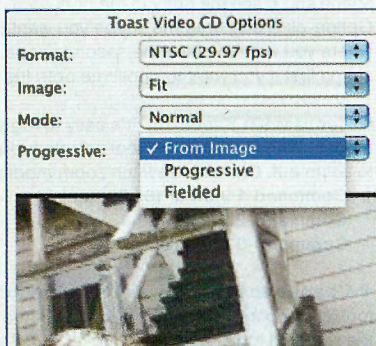 Toast Video CD Options
Format: NTSC (29.97 fps)
Image: Fit
Mode: Normal
Progressive: ✓ From Image
Progressive
Fielded